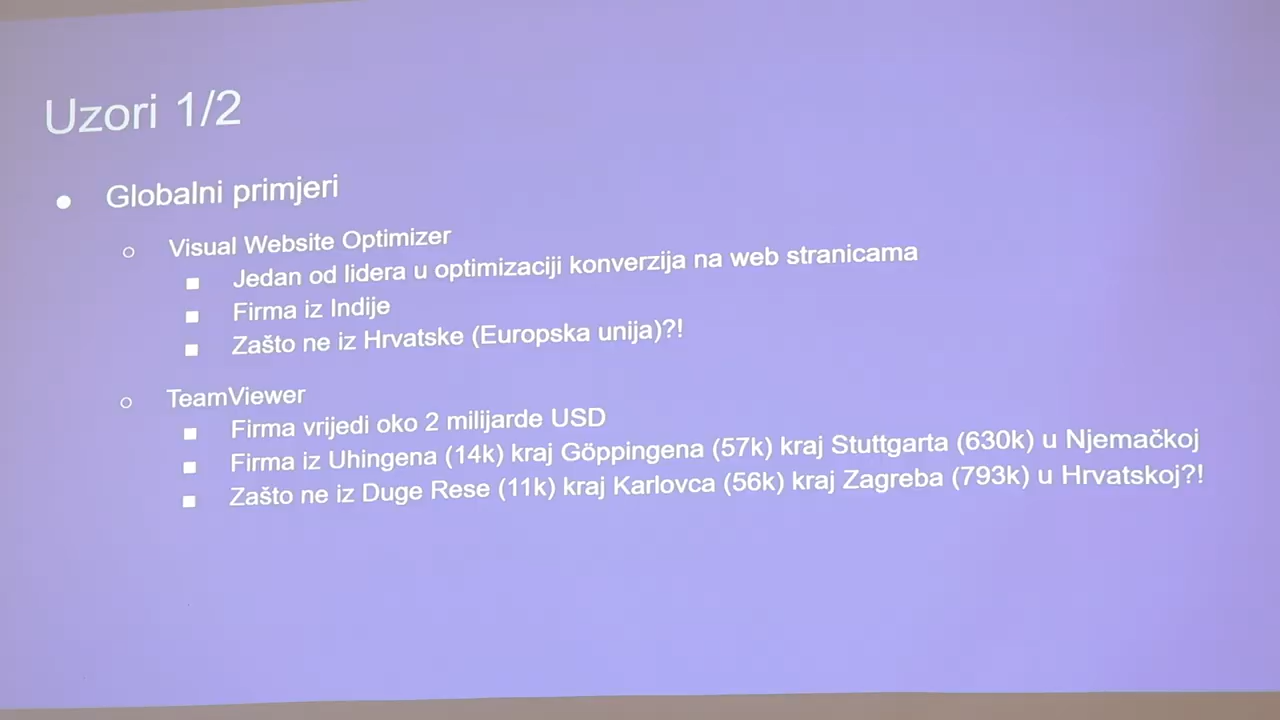 Uzori 1/2
● Globalni primjeri
○ Visual Website Optimizer
■ Jedan od lidera u optimizaciji konverzija na web stranicama
■ Firma iz Indije
■ Zašto ne iz Hrvatske (Europska unija)?!
○ TeamViewer
■ Firma vrijedi oko 2 milijarde USD
■ Firma iz Uhingena (14k) kraj Göppingena (57k) kraj Stuttgarta (630k) u Njemačkoj
■ Zašto ne iz Duge Rese (11k) kraj Karlovca (56k) kraj Zagreba (793k) u Hrvatskoj?!